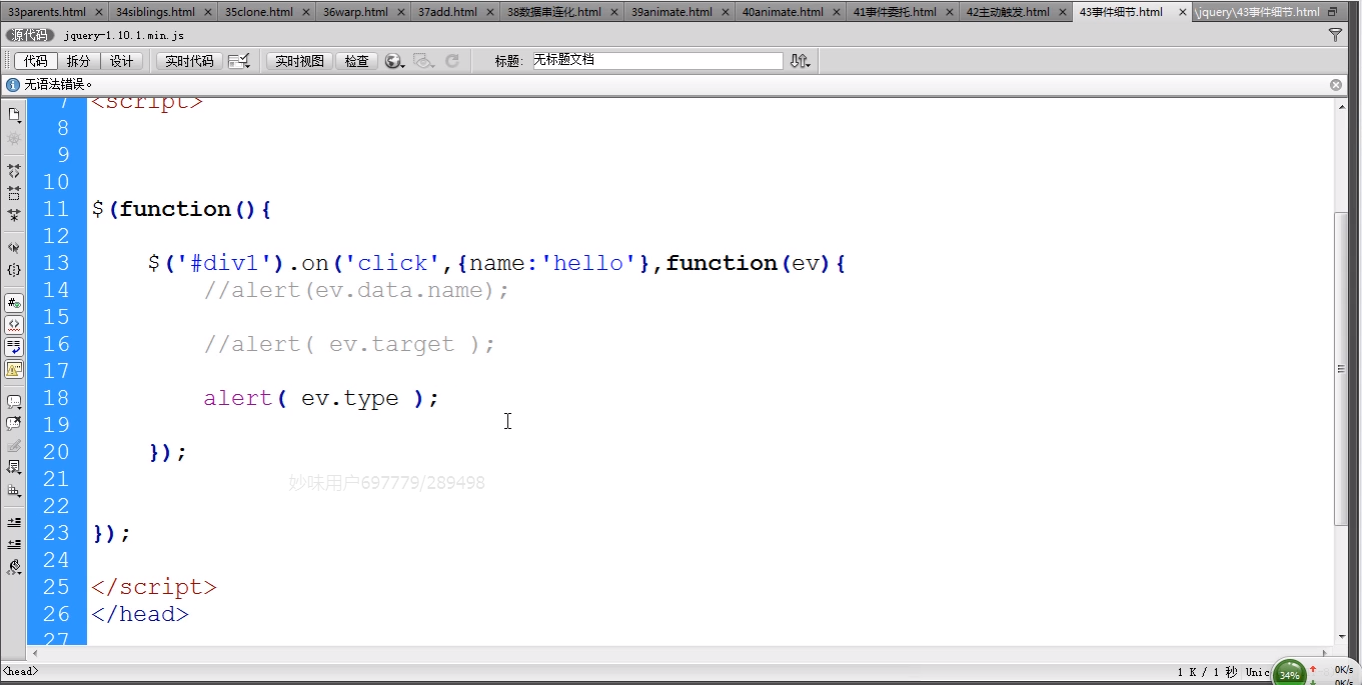 33parents.html × 34siblings.html × 35clone.html × 36warp.html × 37add.html × 38数据串连化.html × 39animate.html × 40animate.html × 41事件委托.html × 42主动触发.html × 43事件细节.html × \jquery\43事件细节.html
源代码 jquery-1.10.1.min.js
代码 拆分 设计 实时代码 实时视图 检查 标题: 无标题文档
无语法错误。
7 <script>
8
9
10
11 $(function(){
12
13 $('#div1').on('click',{name:'hello'},function(ev){
14 //alert(ev.data.name);
15
16 //alert( ev.target );
17
18 alert( ev.type );
19
20 });
21
妙味用户697779/289498
22
23 });
24
25 </script>
26 </head>
27
<head> 1 K / 1 秒 Unic 34% 0K/s
0K/s